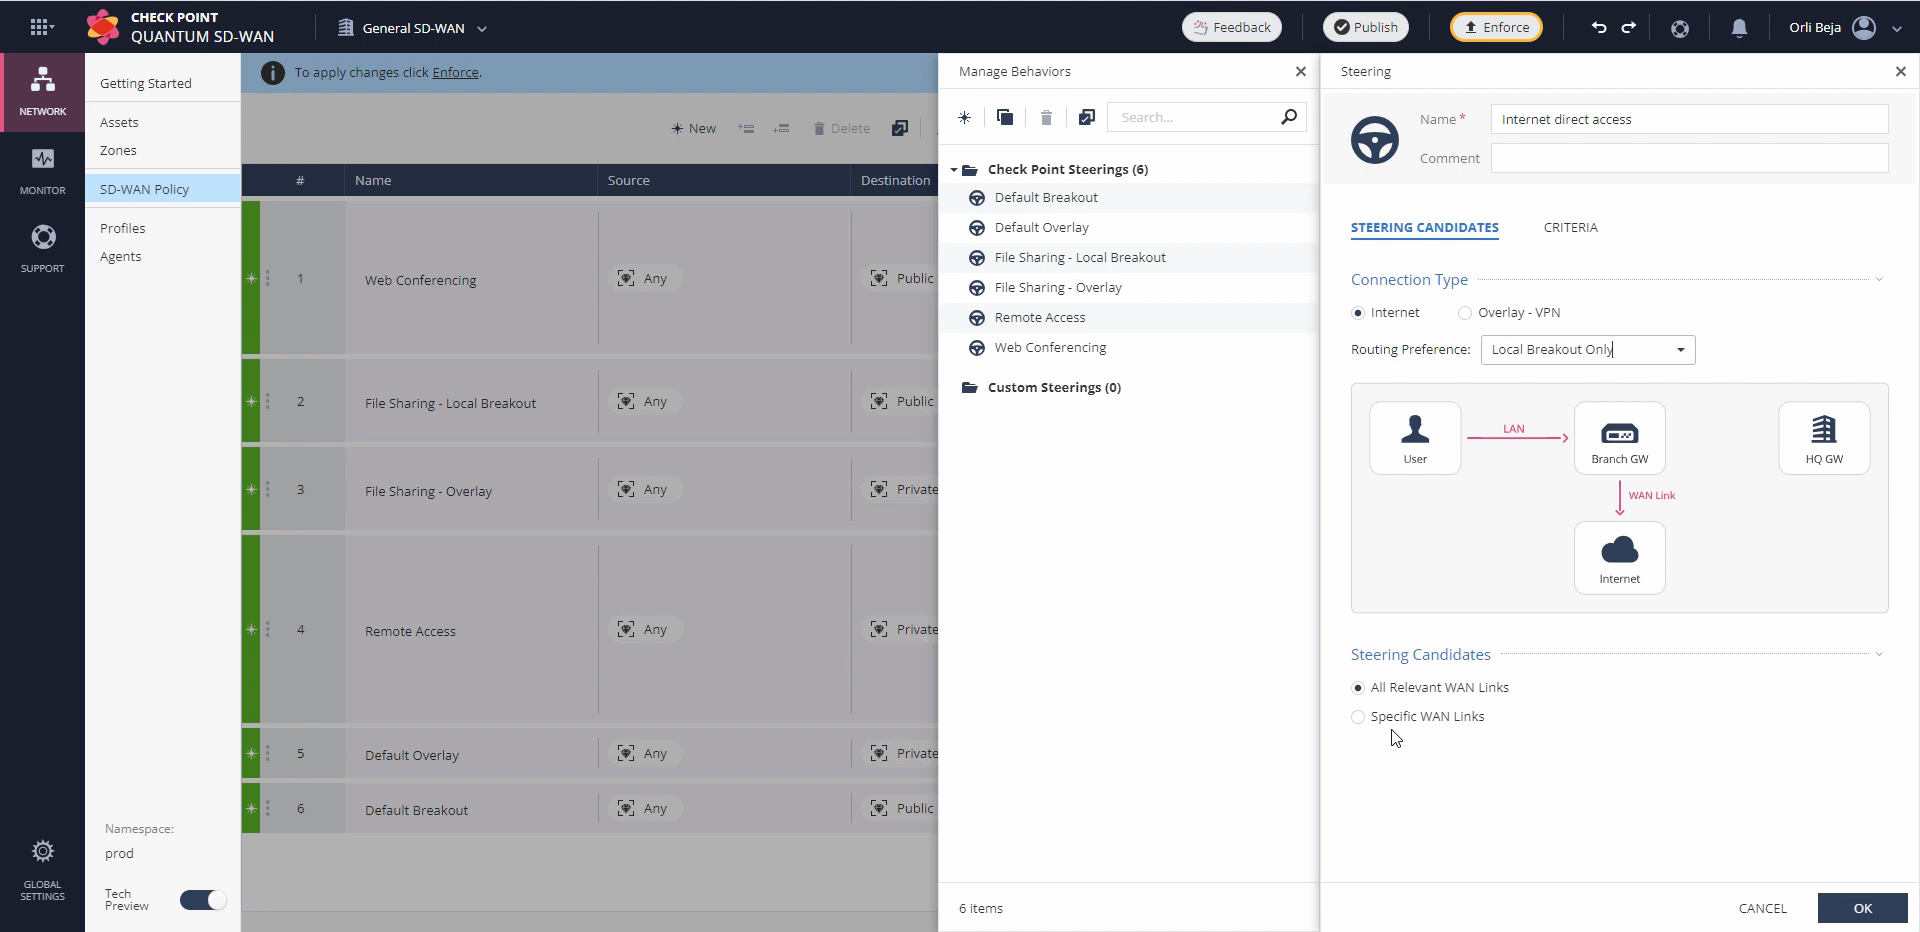 CHECK POINT
QUANTUM SD-WAN
General SD-WAN
Feedback
Publish
Enforce
Orli Beja
NETWORK
MONITOR
SUPPORT
GLOBAL
SETTINGS
Getting Started
Assets
Zones
SD-WAN Policy
Profiles
Agents
Namespace:
prod
Tech
Preview
To apply changes click Enforce.
New
Delete
# Name Source Destination
1 Web Conferencing Any Public
2 File Sharing - Local Breakout Any Public
3 File Sharing - Overlay Any Private
4 Remote Access Any Private
5 Default Overlay Any Private
6 Default Breakout Any Public
Manage Behaviors
Search...
Check Point Steerings (6)
Default Breakout
Default Overlay
File Sharing - Local Breakout
File Sharing - Overlay
Remote Access
Web Conferencing
Custom Steerings (0)
6 items
Steering
Name * Internet direct access
Comment
STEERING CANDIDATES CRITERIA
Connection Type
Internet Overlay - VPN
Routing Preference: Local Breakout Only
User
LAN
Branch GW
HQ GW
WAN Link
Internet
Steering Candidates
All Relevant WAN Links
Specific WAN Links
CANCEL OK